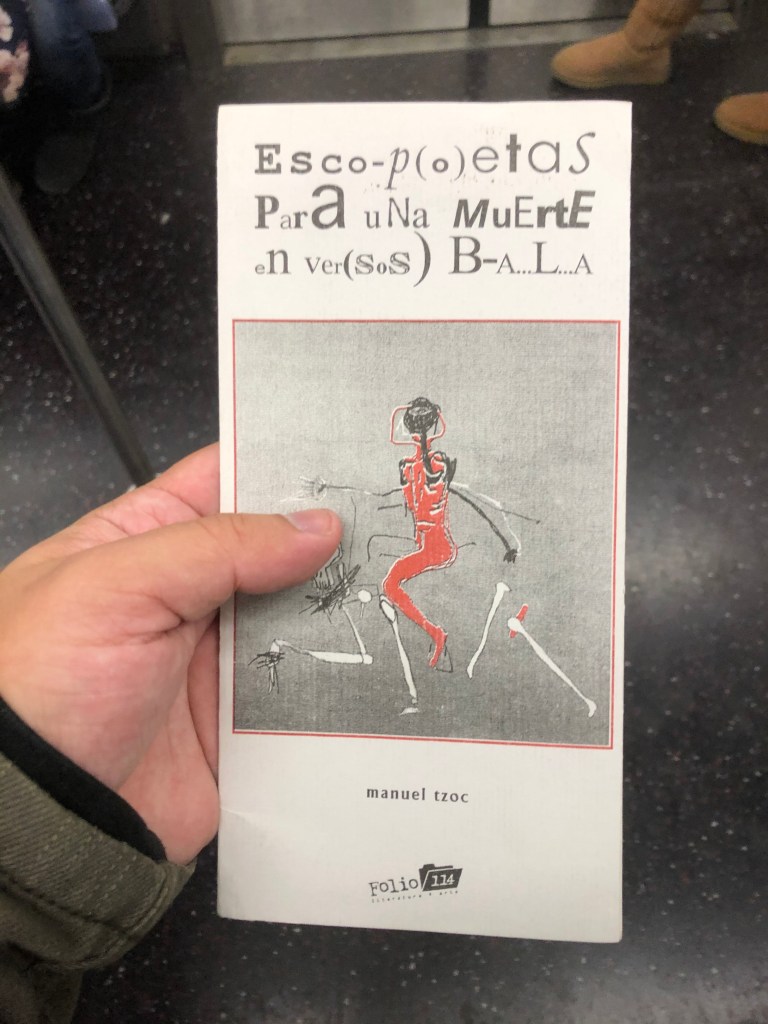 Esco-p(o)etas
ParA uNa MuErtE
en ver(sos) B-A...L...A
manuel tzoc
Folio 114
literatura + arte